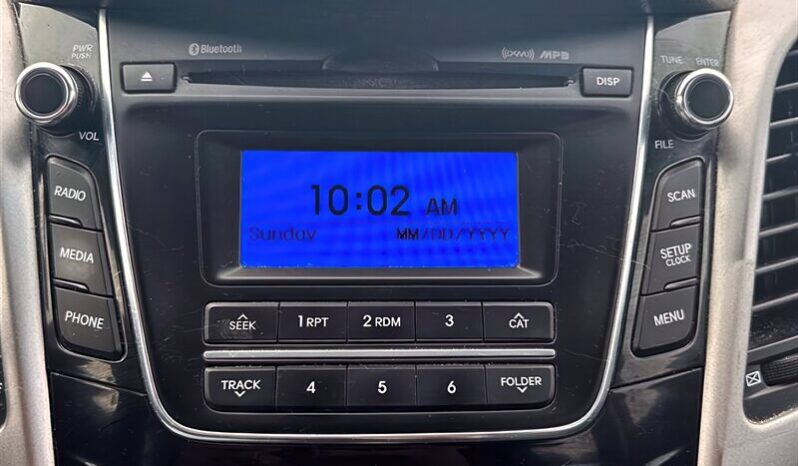 Bluetooth
(((XM))) MP3
PWR
PUSH
DISP
TUNE
ENTER
VOL
FILE
10:02 AM
Sunday MM/DD/YYYY
RADIO
MEDIA
PHONE
SCAN
SETUP
CLOCK
MENU
SEEK 1 RPT 2 RDM 3 CAT
TRACK 4 5 6 FOLDER